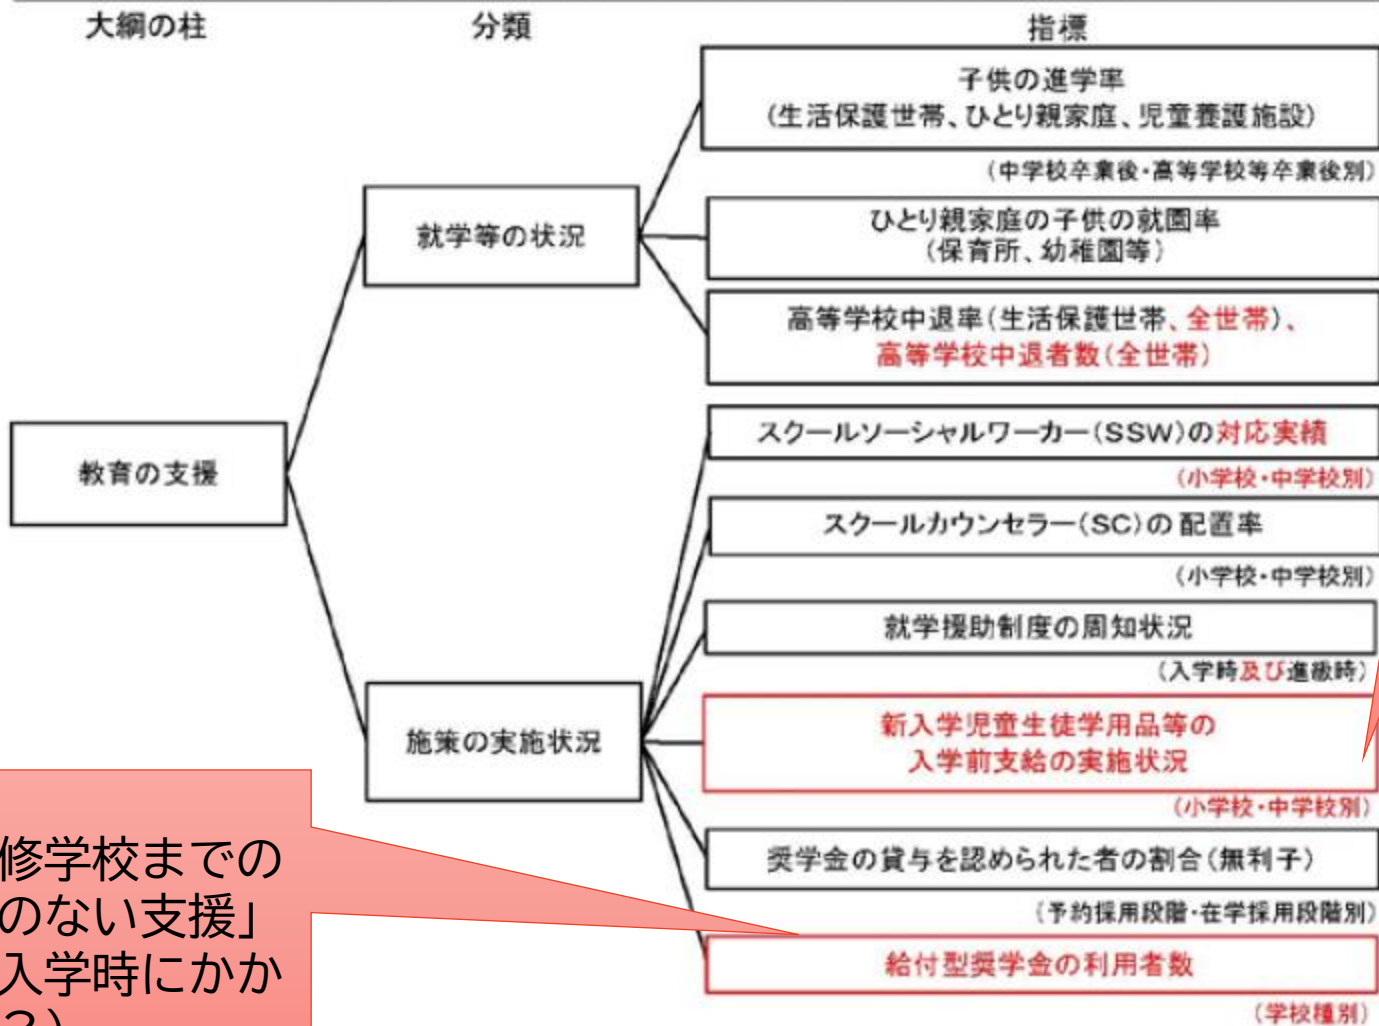 大綱の柱
分類
指標
子供の進学率
(生活保護世帯、ひとり親家庭、児童養護施設)
(中学校卒業後・高等学校等卒業後別)
就学等の状況
ひとり親家庭の子供の就園率
(保育所、幼稚園等)
高等学校中退率(生活保護世帯、全世帯)、
高等学校中退者数(全世帯)
教育の支援
スクールソーシャルワーカー(SSW)の対応実績
(小学校・中学校別)
スクールカウンセラー(SC)の配置率
(小学校・中学校別)
就学援助制度の周知状況
(入学時及び進級時)
施策の実施状況
新入学児童生徒学用品等の
入学前支給の実施状況
(小学校・中学校別)
奨学金の貸与を認められた者の割合(無利子)
(予約採用段階・在学採用段階別)
給付型奨学金の利用者数
(学校種別)
修学校までの
のない支援」
入学時にかか